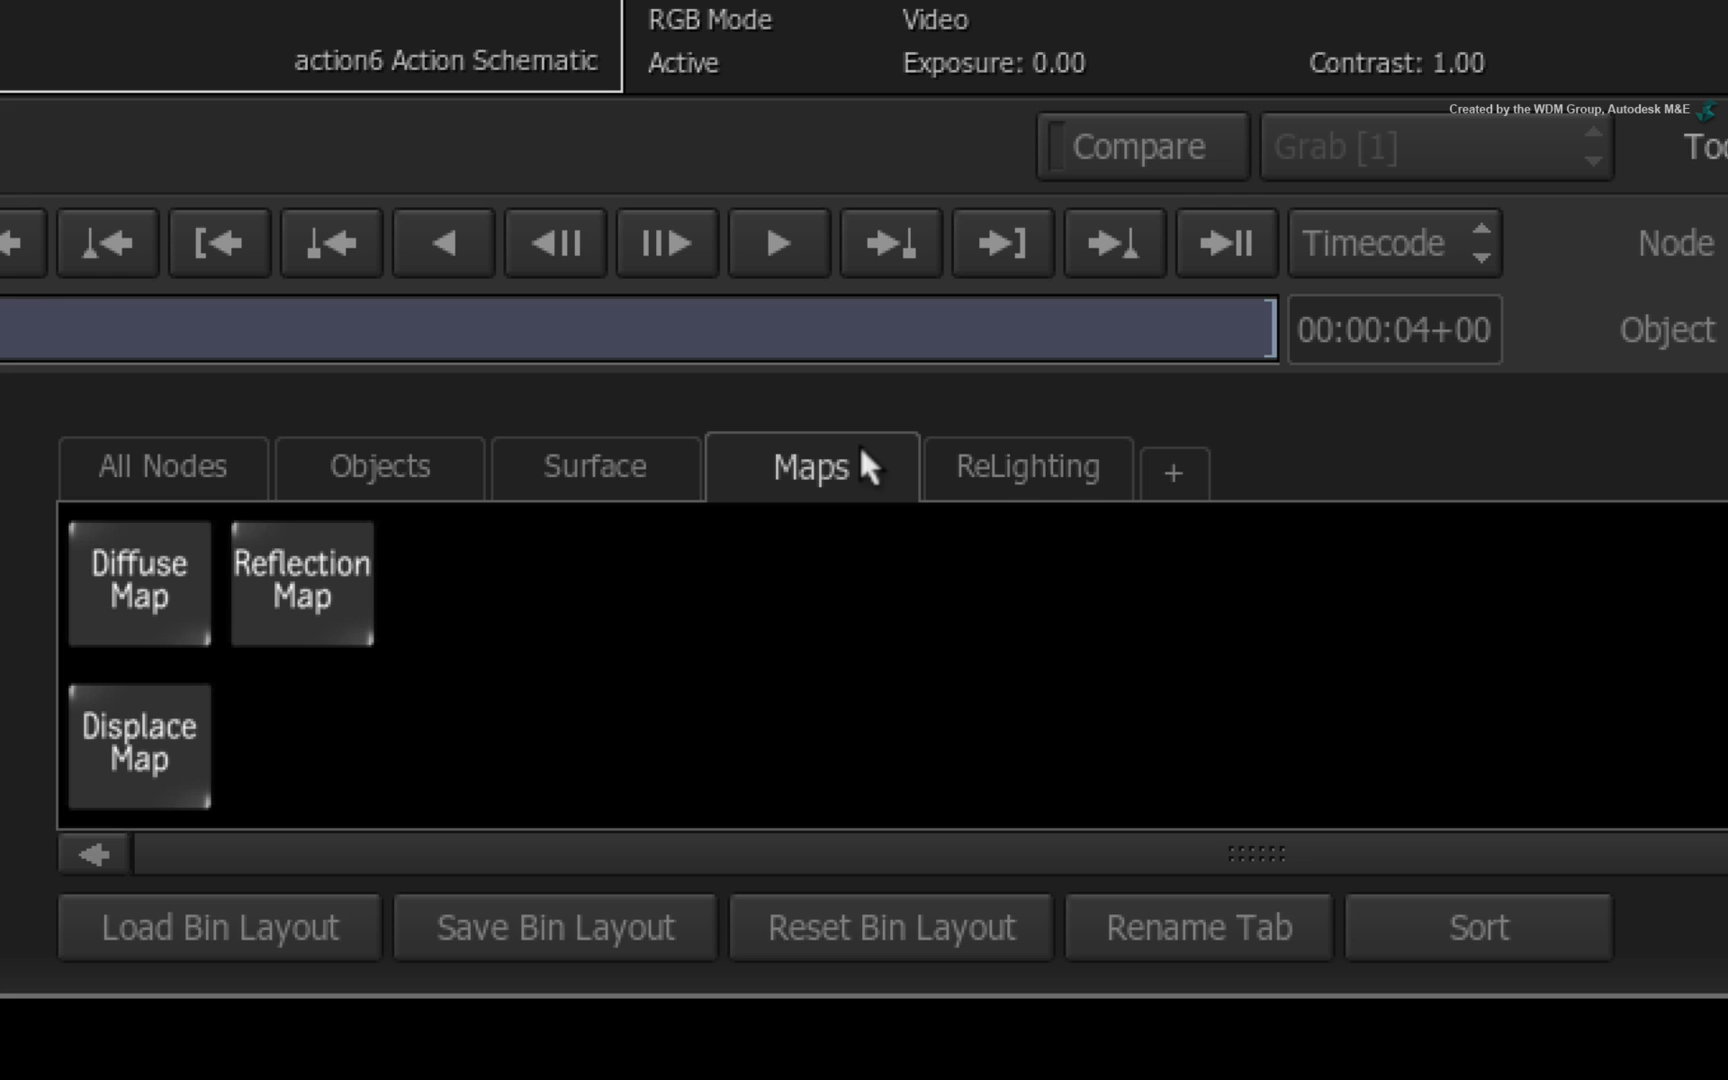 RGB Mode Video
action6 Action Schematic Active Exposure: 0.00 Contrast: 1.00
Created by the WDM Group, Autodesk M&E
Compare Grab [1]
Timecode Node
00:00:04+00 Object
All Nodes Objects Surface Maps ReLighting +
Diffuse Reflection
Map Map
Displace
Map
Load Bin Layout Save Bin Layout Reset Bin Layout Rename Tab Sort